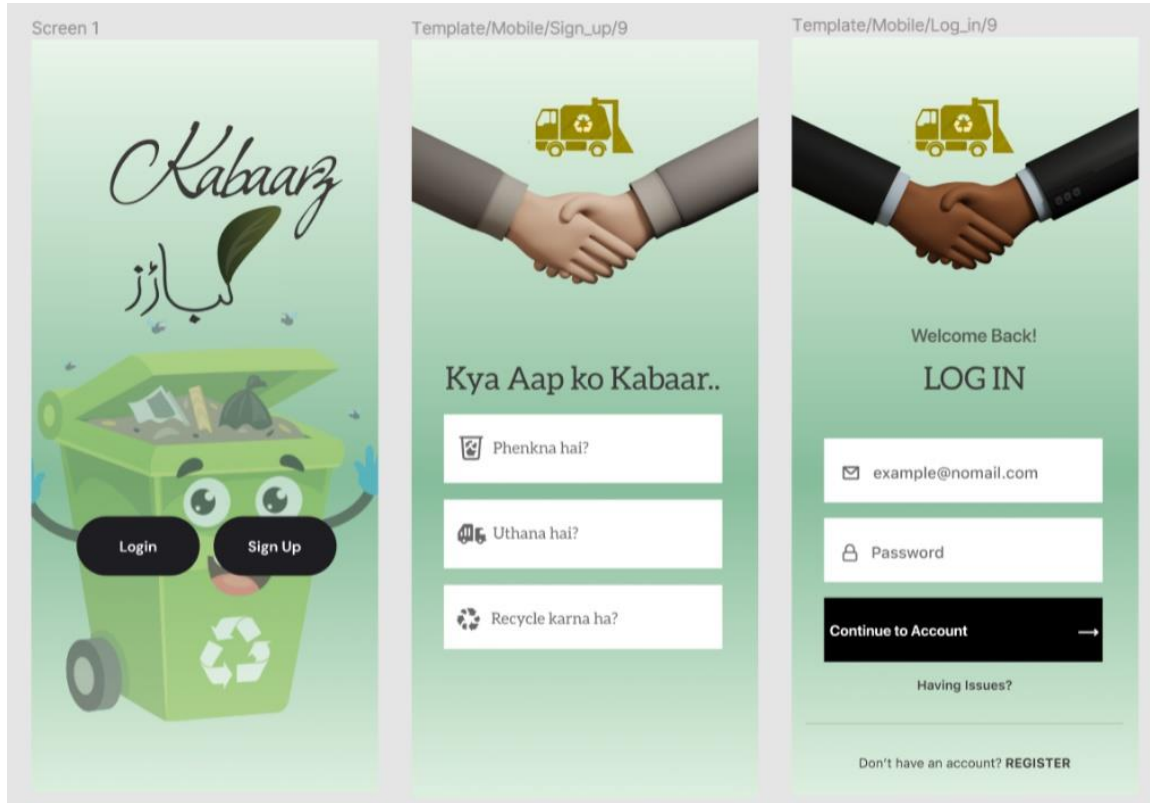 Screen 1
Kabaarz
کباڑز
Login
Sign Up
Template/Mobile/Sign_up/9
Kya Aap ko Kabaar..
Phenkna hai?
Uthana hai?
Recycle karna ha?
Template/Mobile/Log_in/9
Welcome Back!
LOG IN
example@nomail.com
Password
Continue to Account →
Having Issues?
Don't have an account? REGISTER